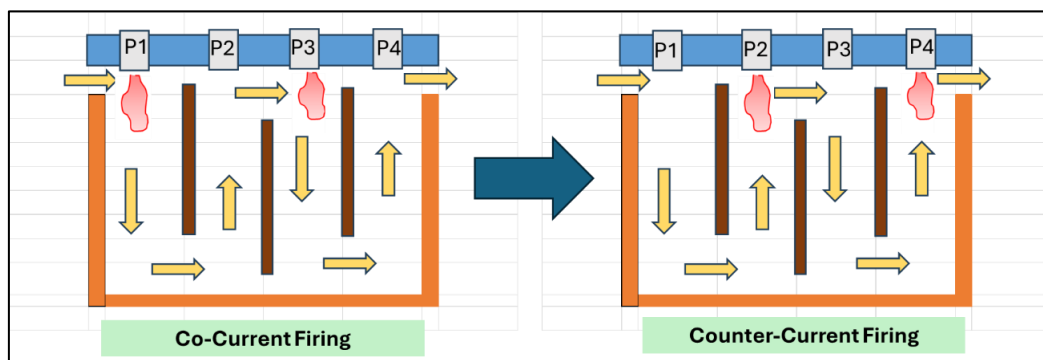 P1 P2 P3 P4
P1 P2 P3 P4
Co-Current Firing
Counter-Current Firing